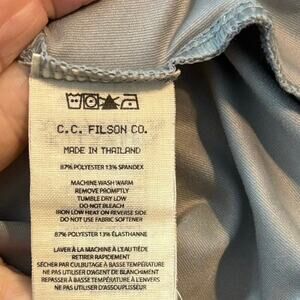 C.C. FILSON CO.
MADE IN THAILAND
87% POLYESTER 13% SPANDEX
MACHINE WASH WARM
REMOVE PROMPTLY
TUMBLE DRY LOW
DO NOT BLEACH
IRON LOW HEAT ON REVERSE SIDE
DO NOT USE FABRIC SOFTENER
87% POLYESTER 13% ÉLASTHANNE
LAVER À LA MACHINE À L'EAU TIÈDE
RETIRER RAPIDEMENT
SÉCHER PAR CULBUTAGE À BASSE TEMPÉRATURE
NE PAS UTILISER D'AGENT DE BLANCHIMENT
REPASSER À L'ENVERS À BASSE TEMPÉRATURE
NE PAS UTILISER D'ASSOUPLISSEUR